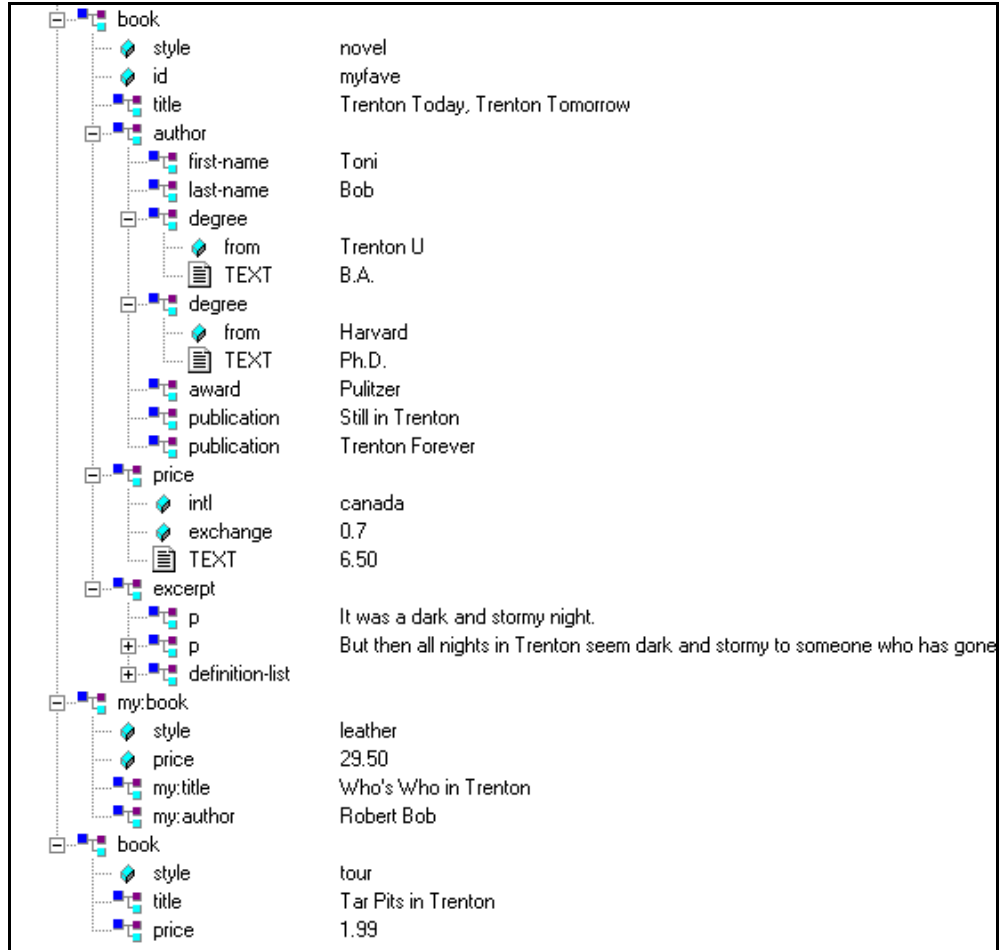 book
style novel
id myfave
title Trenton Today, Trenton Tomorrow
author
first-name Toni
last-name Bob
degree
from Trenton U
TEXT B.A.
degree
from Harvard
TEXT Ph.D.
award Pulitzer
publication Still in Trenton
publication Trenton Forever
price
intl canada
exchange 0.7
TEXT 6.50
excerpt
p It was a dark and stormy night.
p But then all nights in Trenton seem dark and stormy to someone who has gone
definition-list
my:book
style leather
price 29.50
my:title Who's Who in Trenton
my:author Robert Bob
book
style tour
title Tar Pits in Trenton
price 1.99